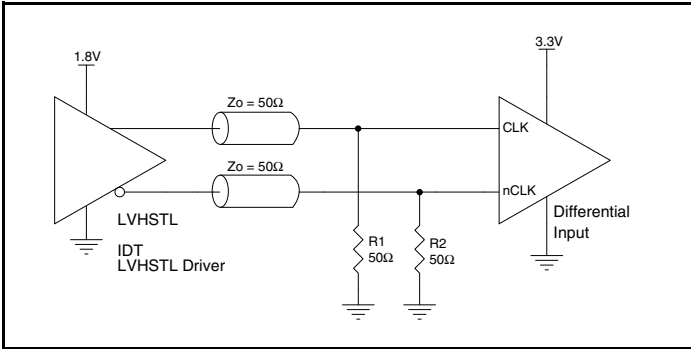 1.8V
3.3V
Zo = 50Ω
CLK
Zo = 50Ω
nCLK
LVHSTL
IDT
LVHSTL Driver
R1
50Ω
R2
50Ω
Differential
Input